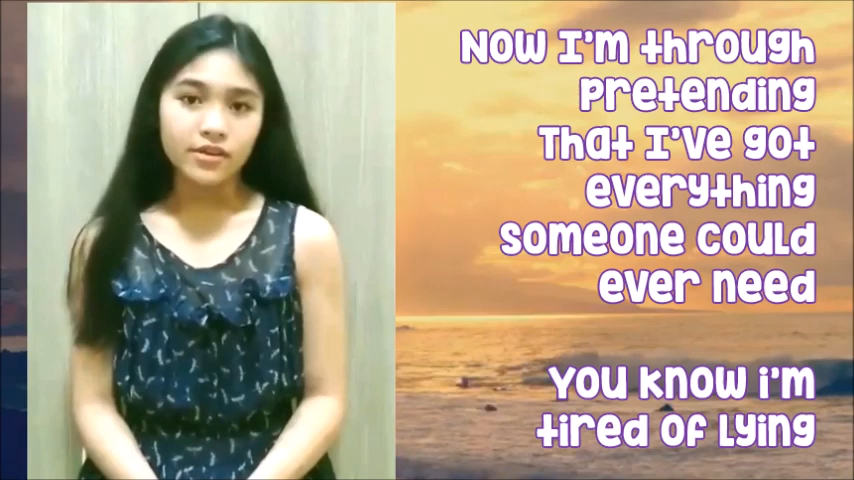 Now I'm through
pretending
That I've got
everything
someone could
ever need
You know i'm
tired of lying